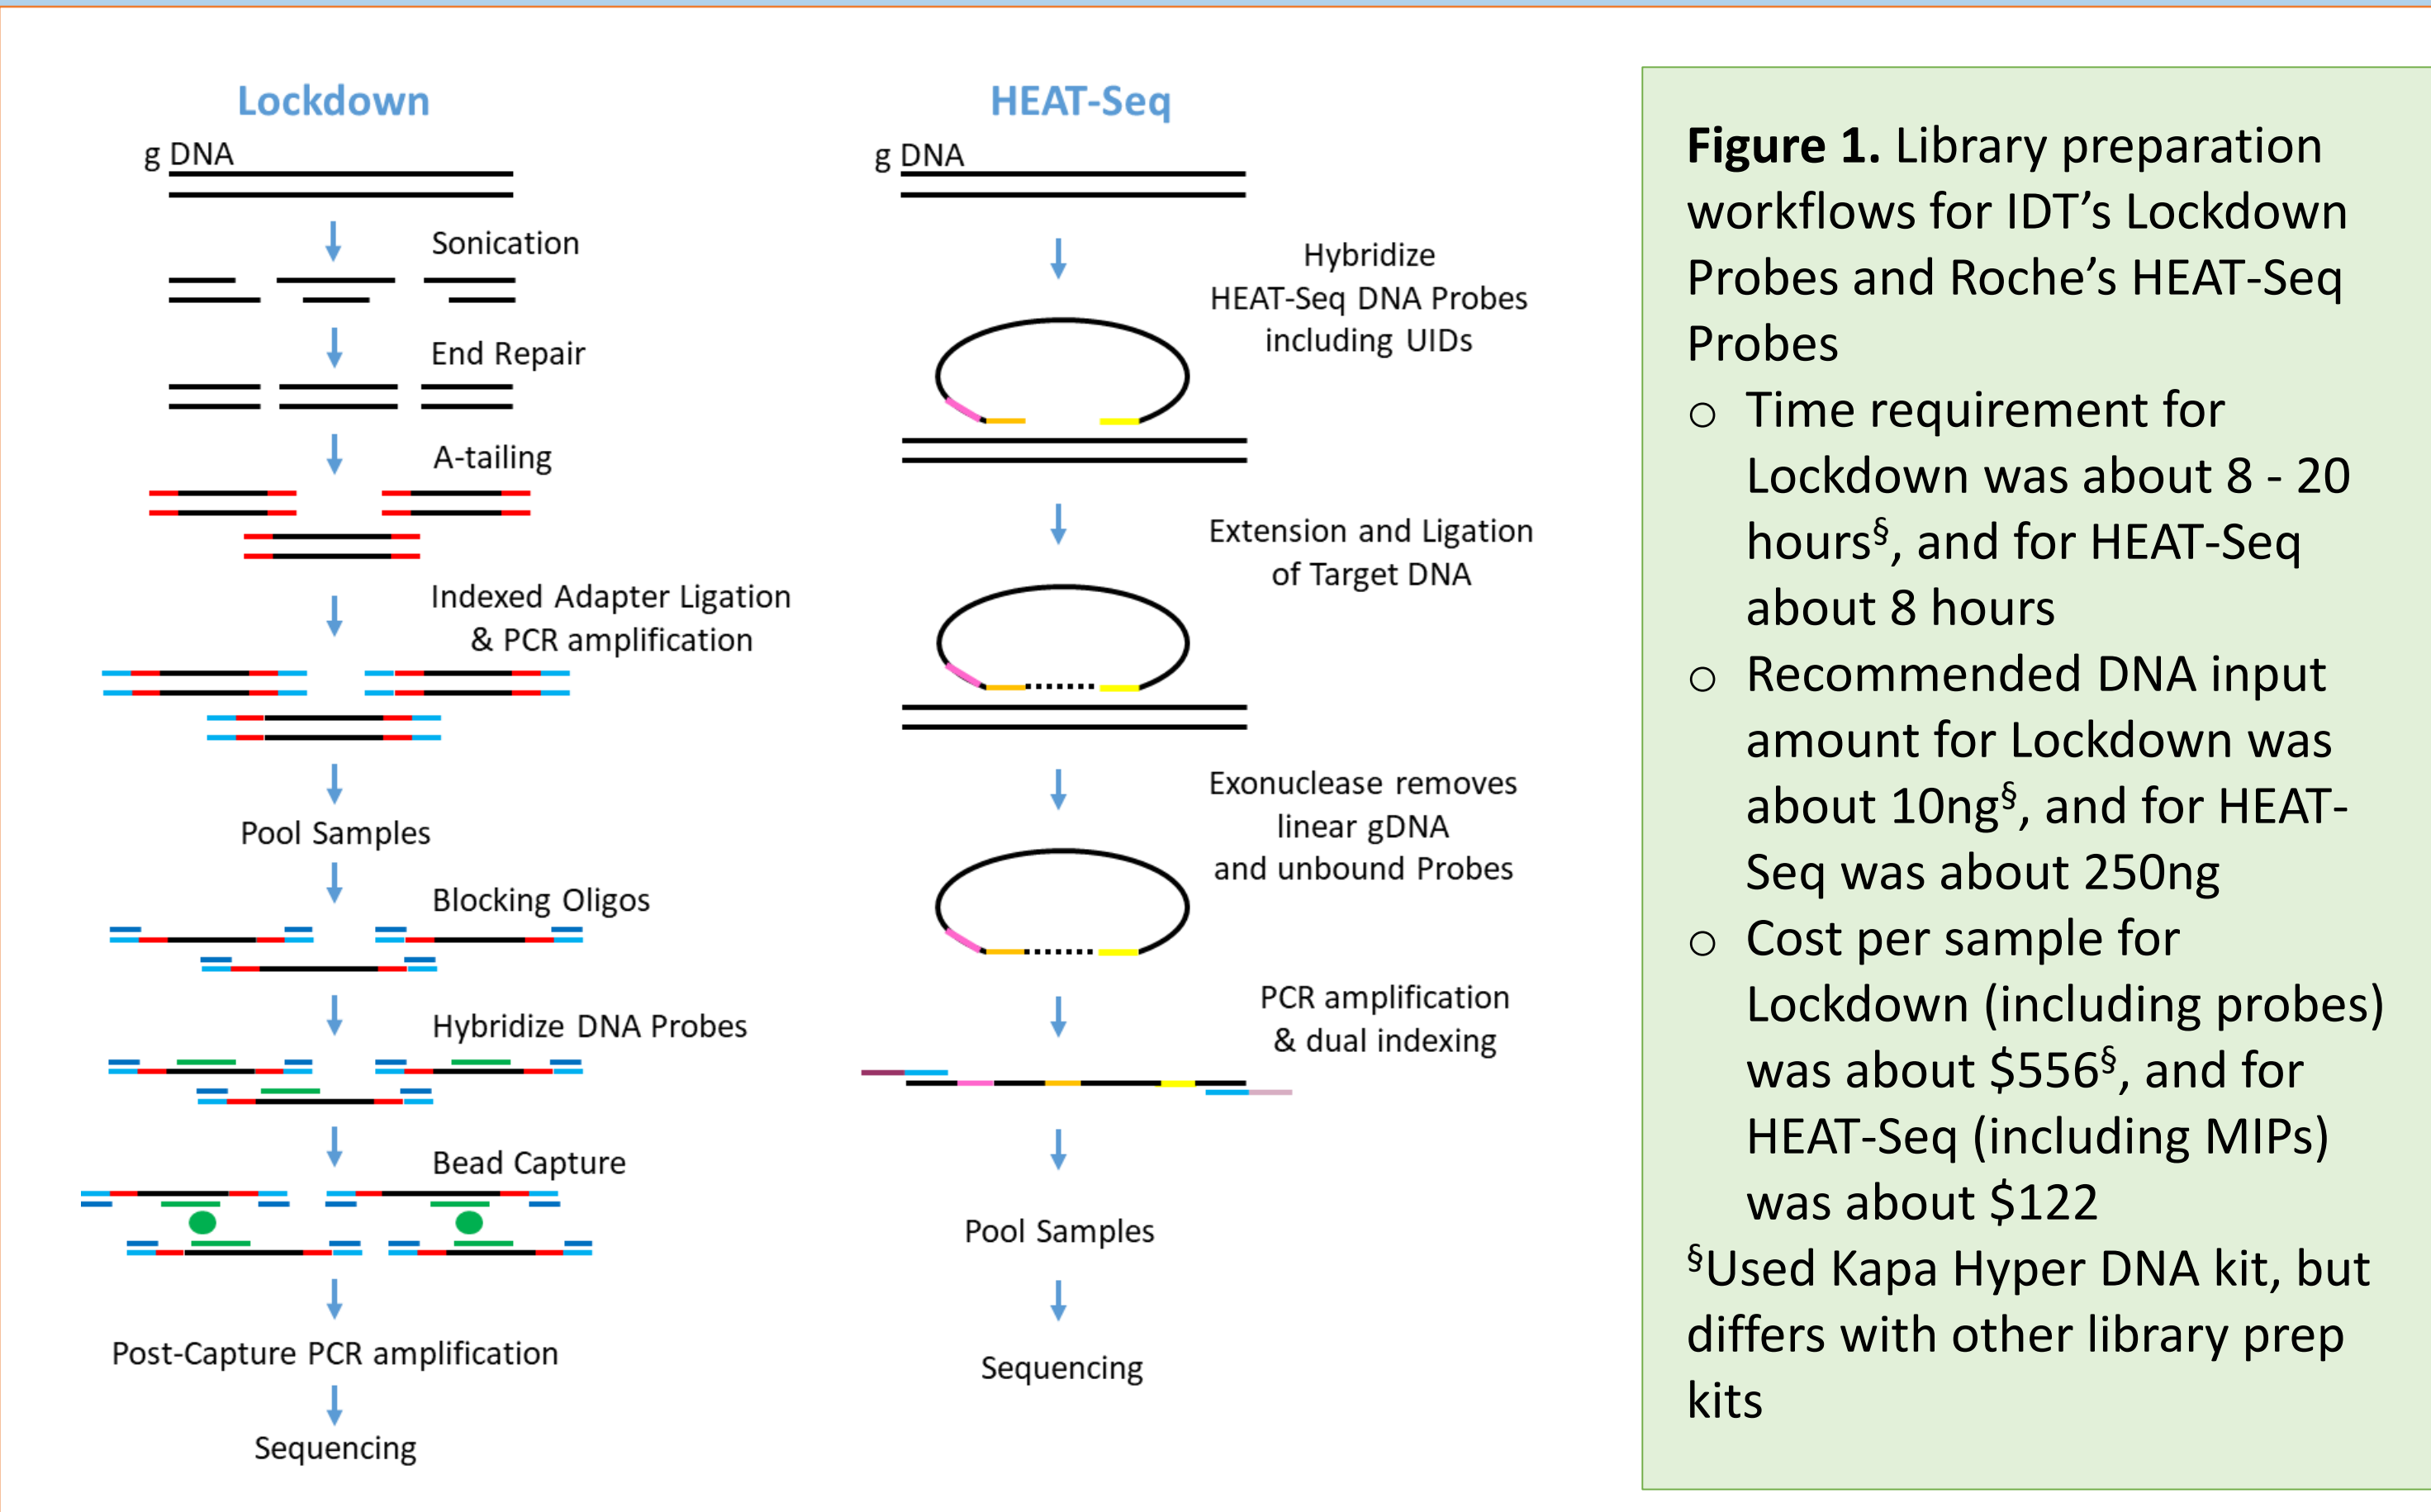 Lockdown
g DNA
Sonication
End Repair
A-tailing
Indexed Adapter Ligation
& PCR amplification
Pool Samples
Blocking Oligos
Hybridize DNA Probes
Bead Capture
Post-Capture PCR amplification
Sequencing
HEAT-Seq
g DNA
Hybridize
HEAT-Seq DNA Probes
including UIDs
Extension and Ligation
of Target DNA
Exonuclease removes
linear gDNA
and unbound Probes
PCR amplification
& dual indexing
Pool Samples
Sequencing
Figure 1. Library preparation
workflows for IDT’s Lockdown
Probes and Roche’s HEAT-Seq
Probes
o Time requirement for
Lockdown was about 8 - 20
hours§, and for HEAT-Seq
about 8 hours
o Recommended DNA input
amount for Lockdown was
about 10ng§, and for HEAT-
Seq was about 250ng
o Cost per sample for
Lockdown (including probes)
was about $556§, and for
HEAT-Seq (including MIPs)
was about $122
§Used Kapa Hyper DNA kit, but
differs with other library prep
kits